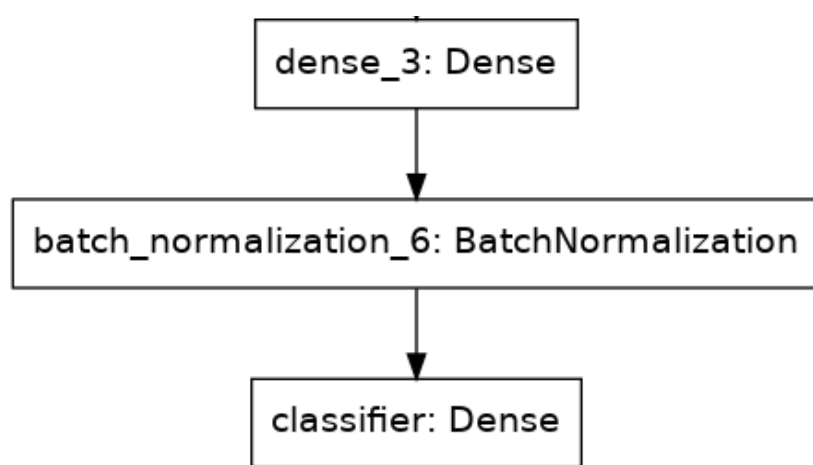 dense_3: Dense
batch_normalization_6: BatchNormalization
classifier: Dense